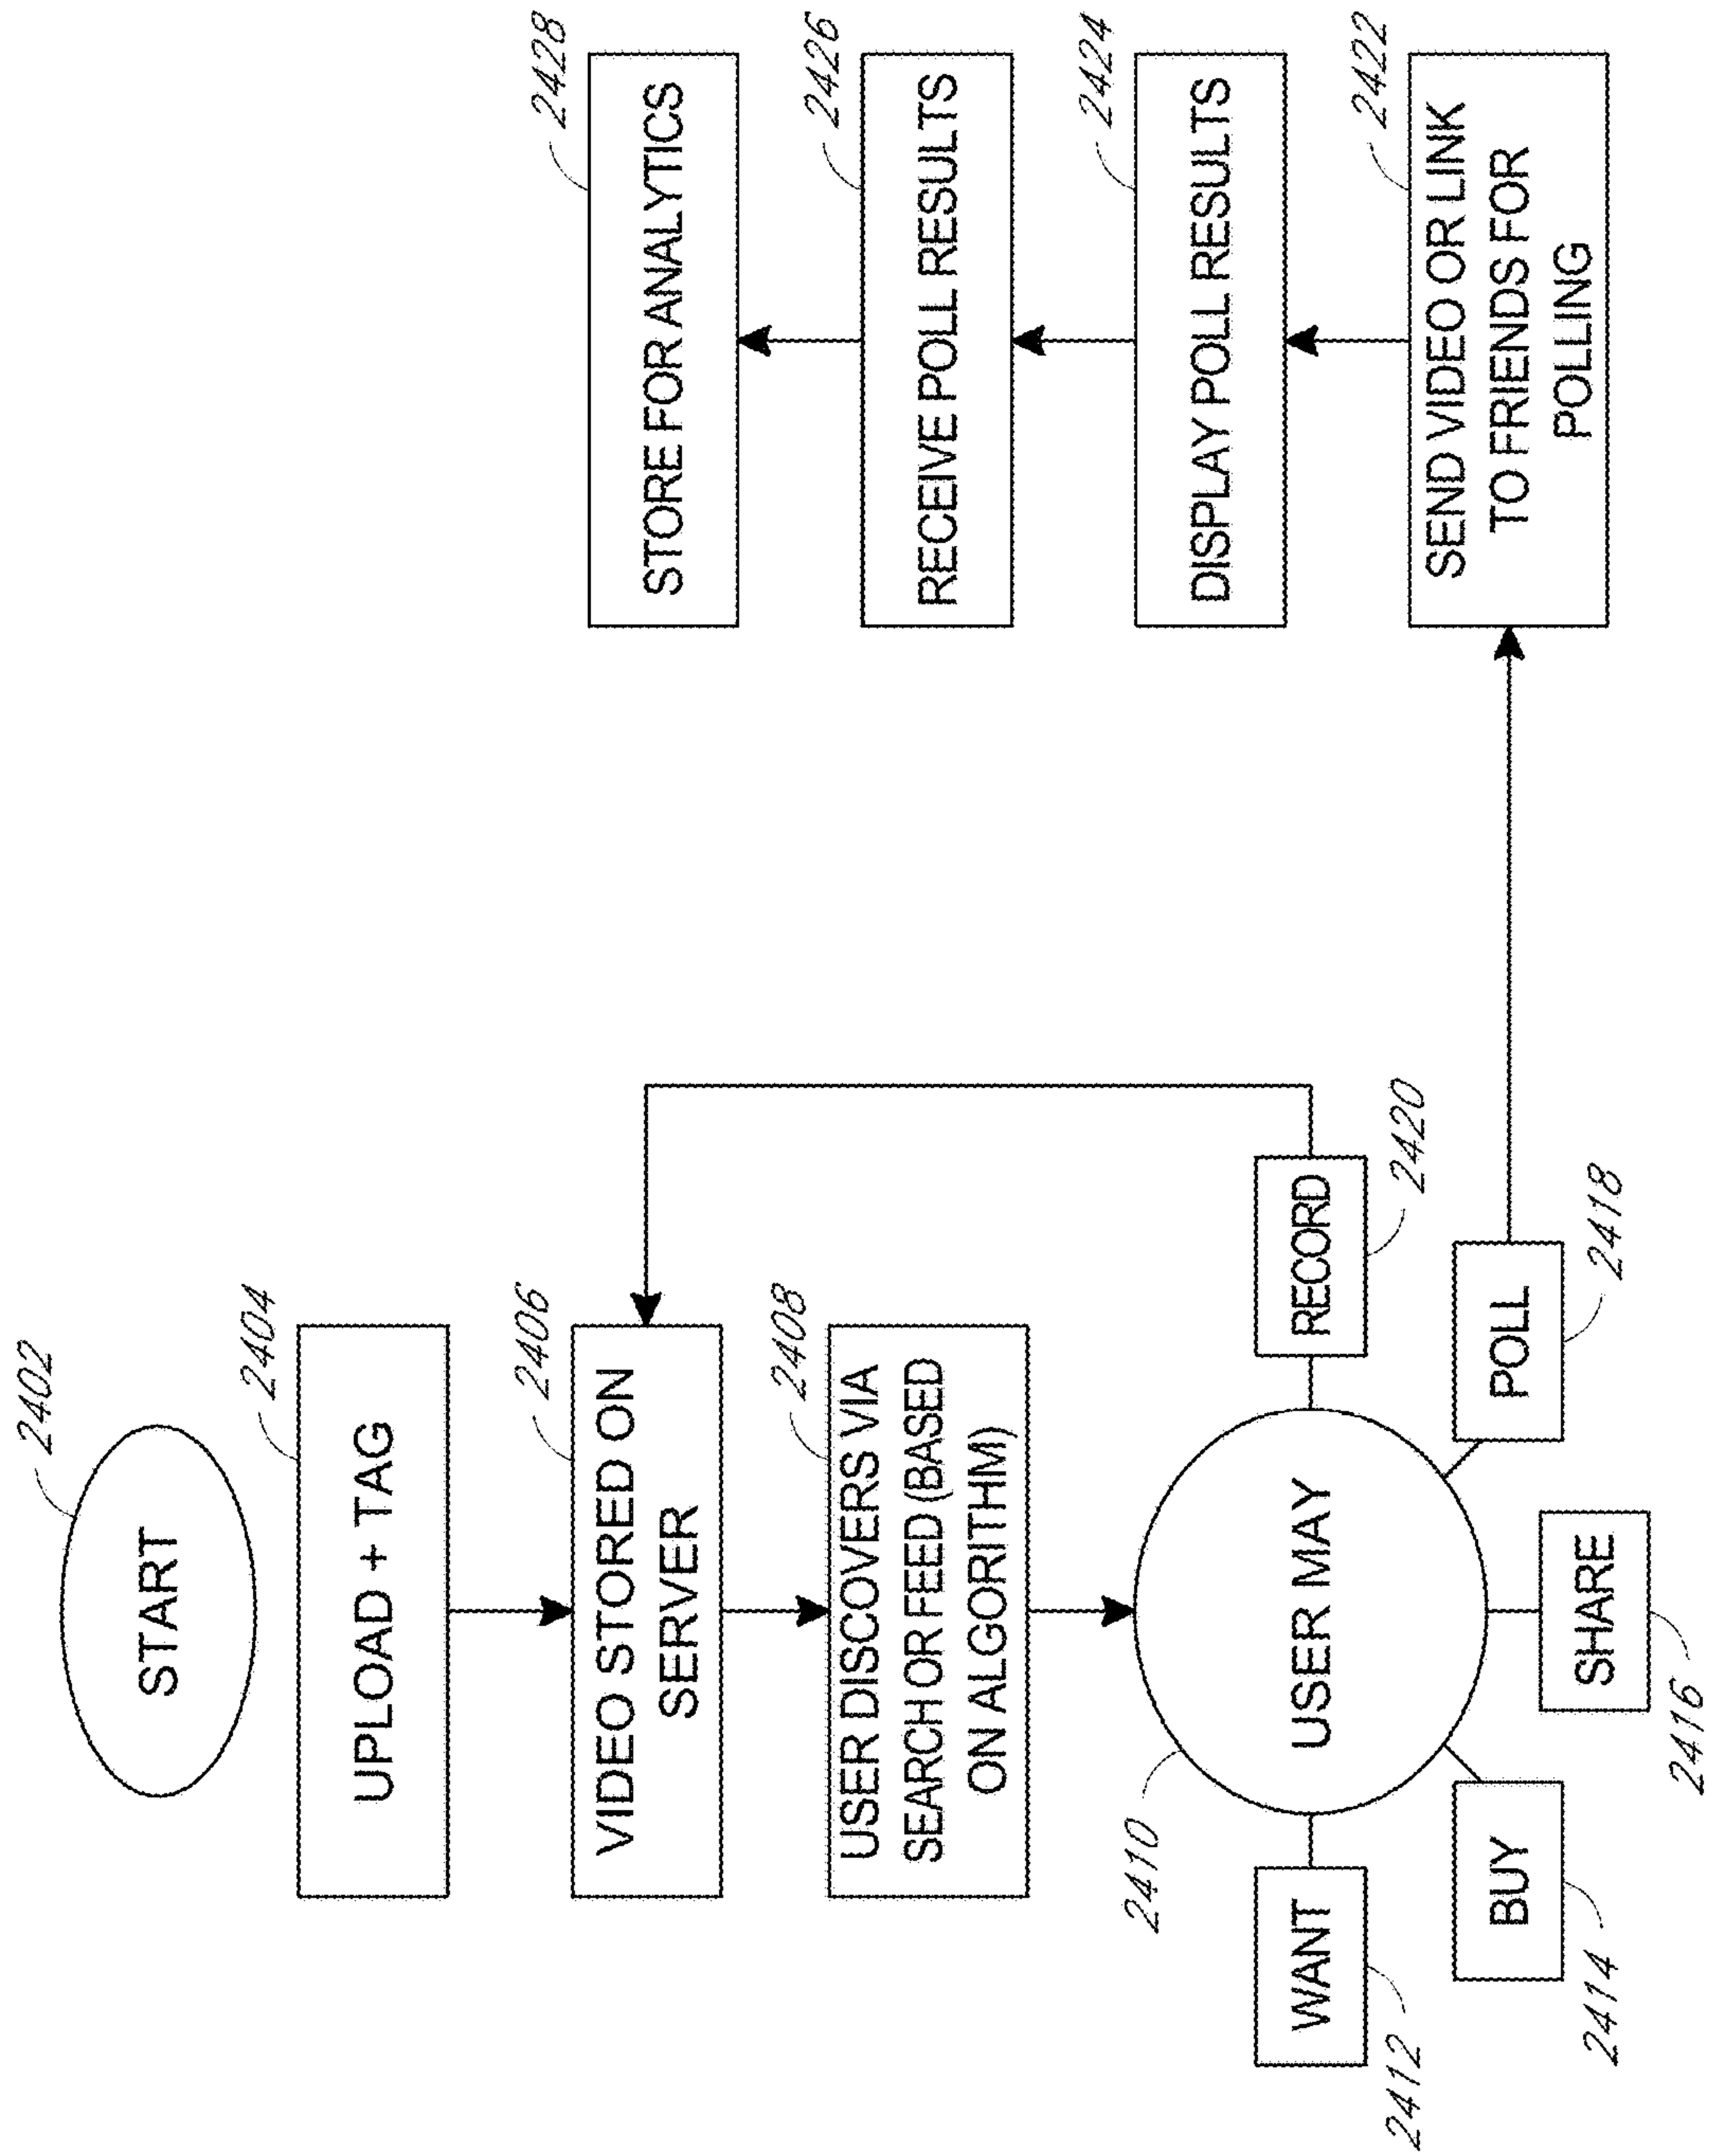 START
2402
UPLOAD + TAG
2404
VIDEO STORED ON
SERVER
2406
USER DISCOVERS VIA
SEARCH OR FEED (BASED
ON ALGORITHM)
2408
USER MAY
2410
WANT
2412
BUY
2414
SHARE
2416
POLL
2418
RECORD
2420
SEND VIDEO OR LINK
TO FRIENDS FOR
POLLING
2422
DISPLAY POLL RESULTS
2424
RECEIVE POLL RESULTS
2426
STORE FOR ANALYTICS
2428